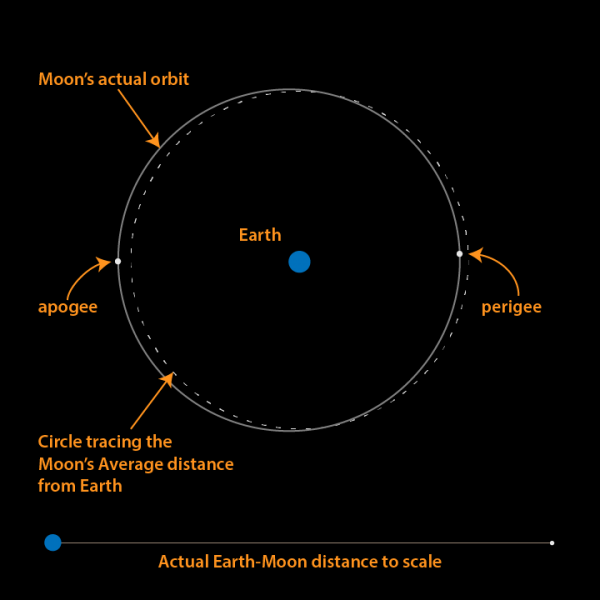 Moon's actual orbit
Earth
apogee
perigee
Circle tracing the
Moon's Average distance
from Earth
Actual Earth-Moon distance to scale